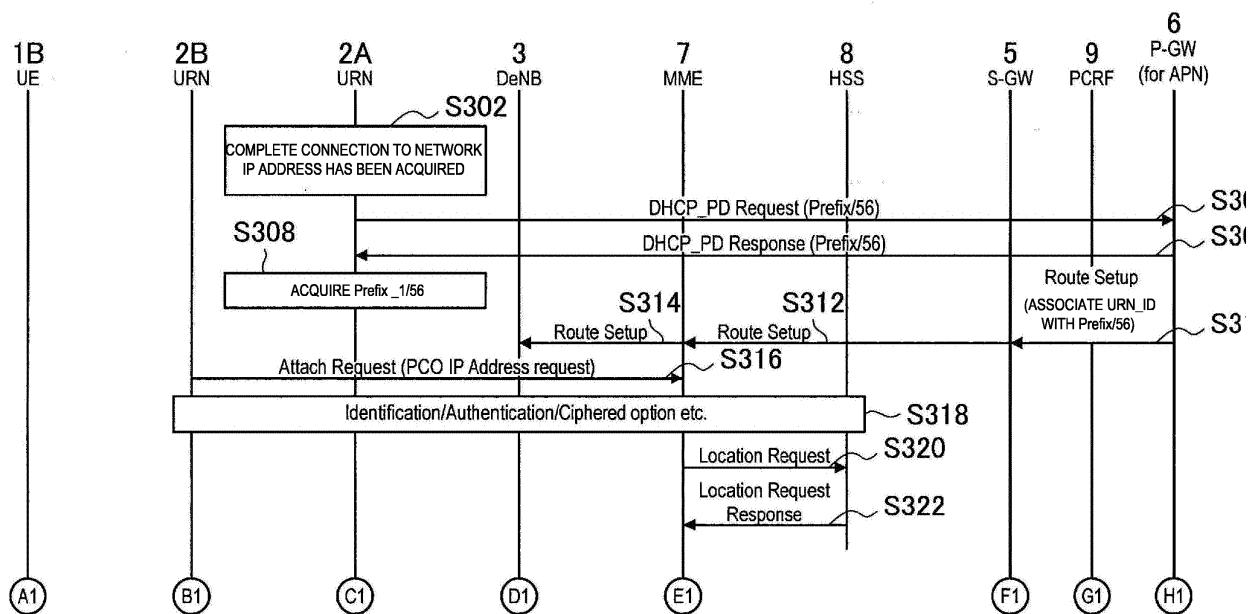 6
1B 2B 2A 3 7 8 5 9 P-GW
UE URN URN DeNB MME HSS S-GW PCRF (for APN)
S302
COMPLETE CONNECTION TO NETWORK
IP ADDRESS HAS BEEN ACQUIRED
DHCP_PD Request (Prefix/56)
S30
S308
DHCP_PD Response (Prefix/56)
S30
ACQUIRE Prefix _1/56
Route Setup
(ASSOCIATE URN_ID
WITH Prefix/56)
S314
S312
S31
Route Setup
Route Setup
Attach Request (PCO IP Address request)
S316
Identification/Authentication/Ciphered option etc.
S318
Location Request
S320
Location Request
Response
S322
A1 B1 C1 D1 E1 F1 G1 H1